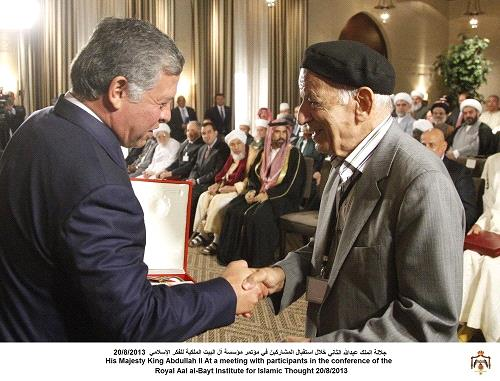 جلالة الملك عبدالله الثاني خلال استقبال المشاركين في مؤتمر مؤسسة آل البيت الملكية للفكر الإسلامي 20/8/2013
His Majesty King Abdullah II At a meeting with participants in the conference of the
Royal Aal al-Bayt Institute for Islamic Thought 20/8/2013